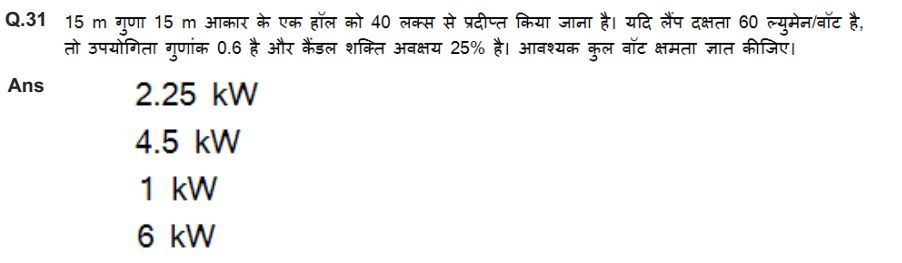 Q.31 15 m गुणा 15 m आकार के एक हॉल को 40 लक्स से प्रदीप्त किया जाना है। यदि लैंप दक्षता 60 ल्युमेन/वॉट है,
तो उपयोगिता गुणांक 0.6 है और कैंडल शक्ति अवक्षय 25% है। आवश्यक कुल वॉट क्षमता ज्ञात कीजिए।
Ans 2.25 kW
4.5 kW
1 kW
6 kW